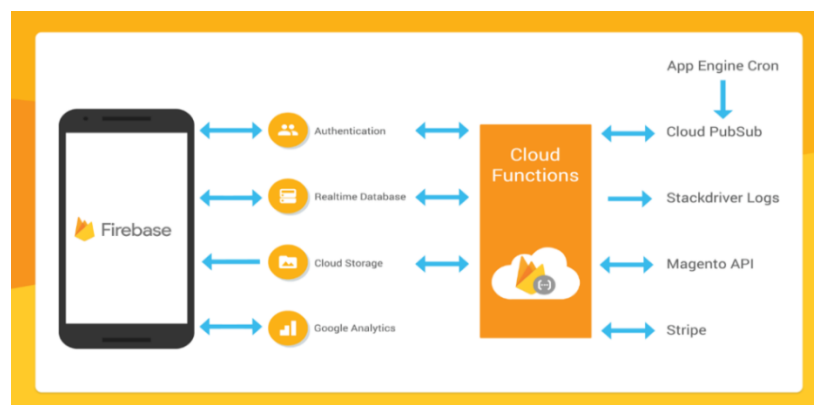 App Engine Cron
Authentication
Cloud PubSub
Cloud
Functions
Realtime Database
Stackdriver Logs
Firebase
Cloud Storage
Magento API
Google Analytics
Stripe